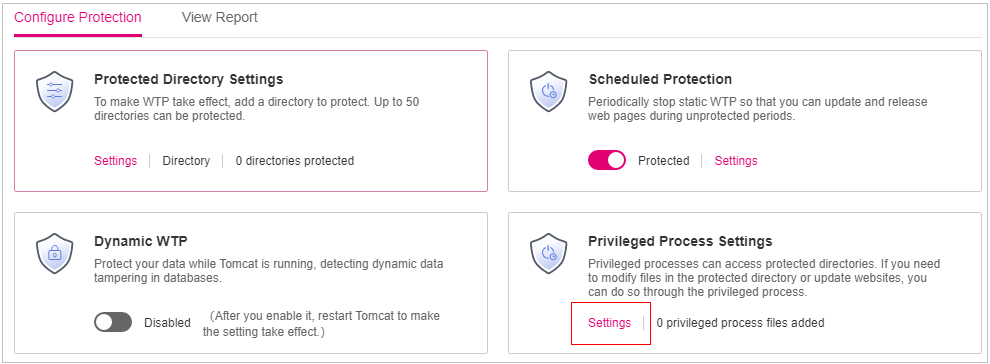 Configure Protection View Report
Protected Directory Settings
To make WTP take effect, add a directory to protect. Up to 50
directories can be protected.
Settings Directory 0 directories protected
Scheduled Protection
Periodically stop static WTP so that you can update and release
web pages during unprotected periods.
Protected Settings
Dynamic WTP
Protect your data while Tomcat is running, detecting dynamic data
tampering in databases.
Disabled （After you enable it, restart Tomcat to make
the setting take effect.）
Privileged Process Settings
Privileged processes can access protected directories. If you need
to modify files in the protected directory or update websites, you
can do so through the privileged process.
Settings 0 privileged process files added